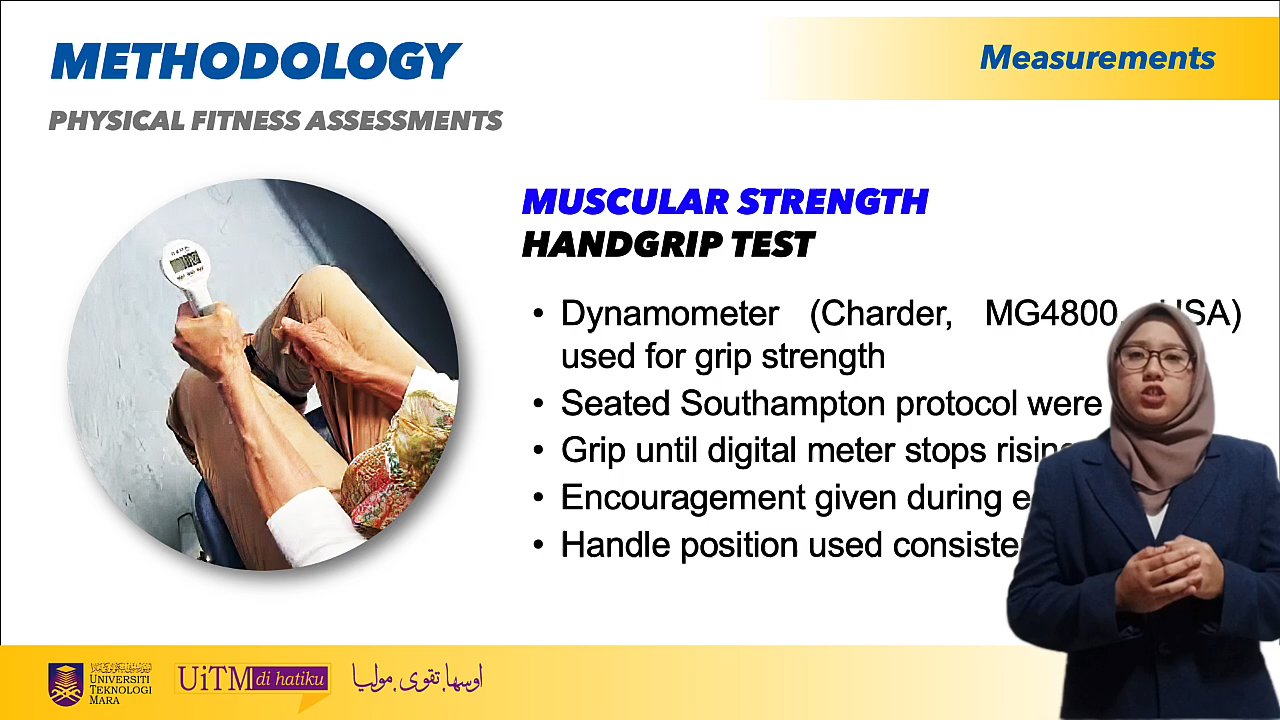 METHODOLOGY
Measurements
PHYSICAL FITNESS ASSESSMENTS
MUSCULAR STRENGTH
HANDGRIP TEST
• Dynamometer (Charder, MG4800, USA)
used for grip strength
• Seated Southampton protocol were
• Grip until digital meter stops rising
• Encouragement given during
• Handle position used
UNIVERSITI
TEKNOLOGI
MARA
UiTM di hatiku
اوسها, تقوى, موليا